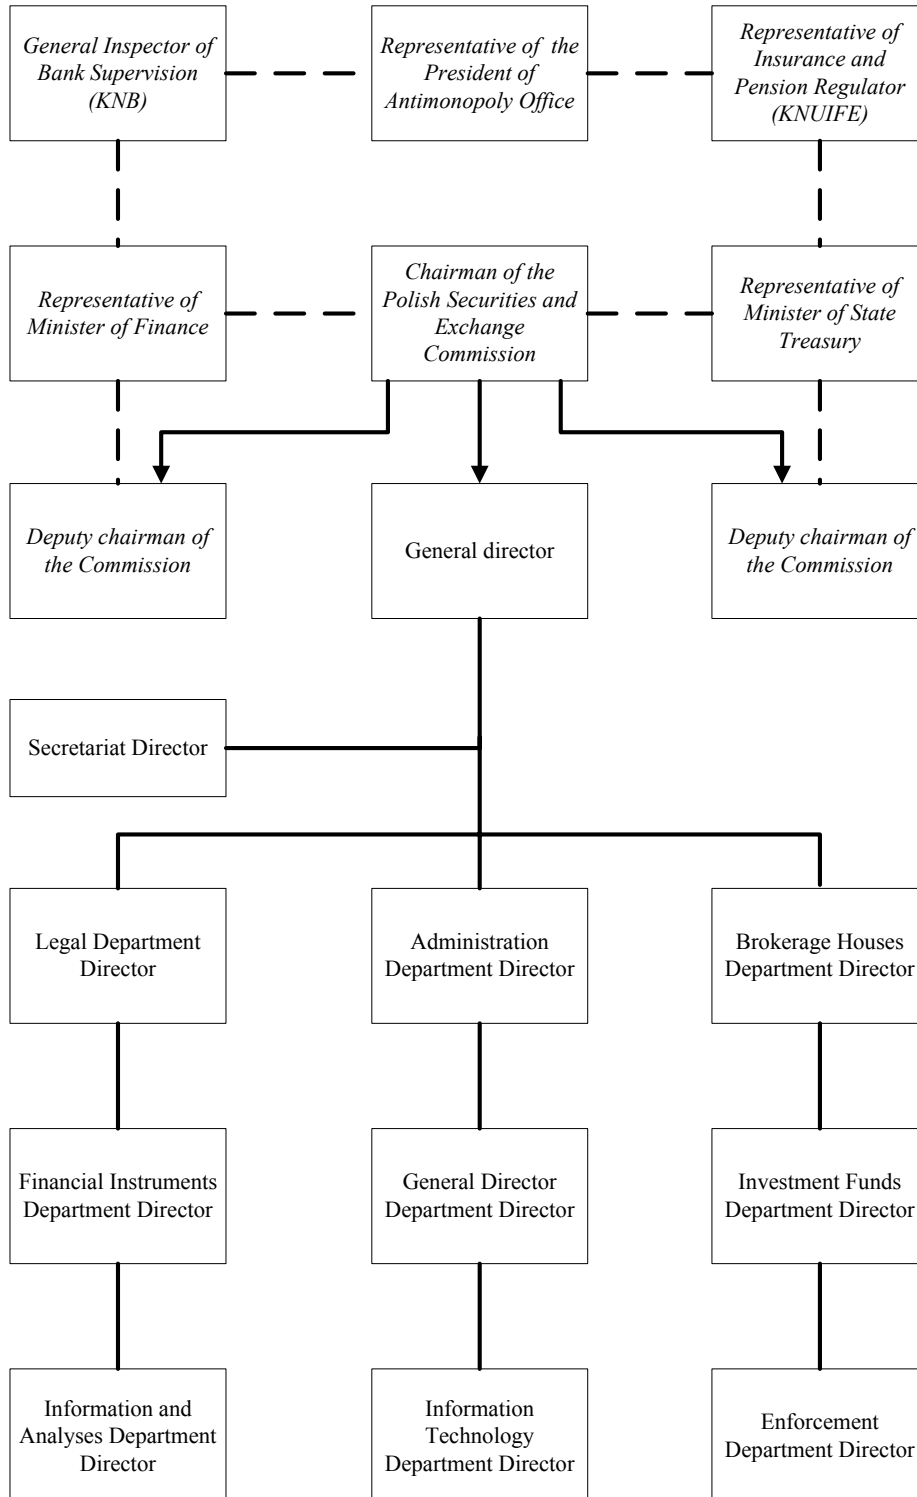 General Inspector of
Bank Supervision
(KNB)
Representative of the
President of
Antimonopoly Office
Representative of
Insurance and
Pension Regulator
(KNUIFE)
Representative of
Minister of Finance
Chairman of the
Polish Securities and
Exchange
Commission
Representative of
Minister of State
Treasury
Deputy chairman of
the Commission
General director
Deputy chairman of
the Commission
Secretariat Director
Legal Department
Director
Administration
Department Director
Brokerage Houses
Department Director
Financial Instruments
Department Director
General Director
Department Director
Investment Funds
Department Director
Information and
Analyses Department
Director
Information
Technology
Department Director
Enforcement
Department Director